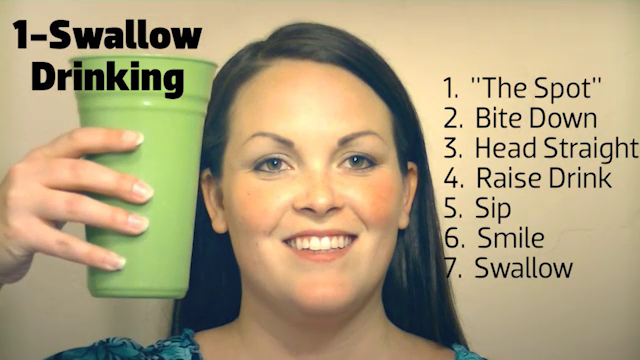 1-Swallow
Drinking
1. "The Spot"
2. Bite Down
3. Head Straight
4. Raise Drink
5. Sip
6. Smile
7. Swallow